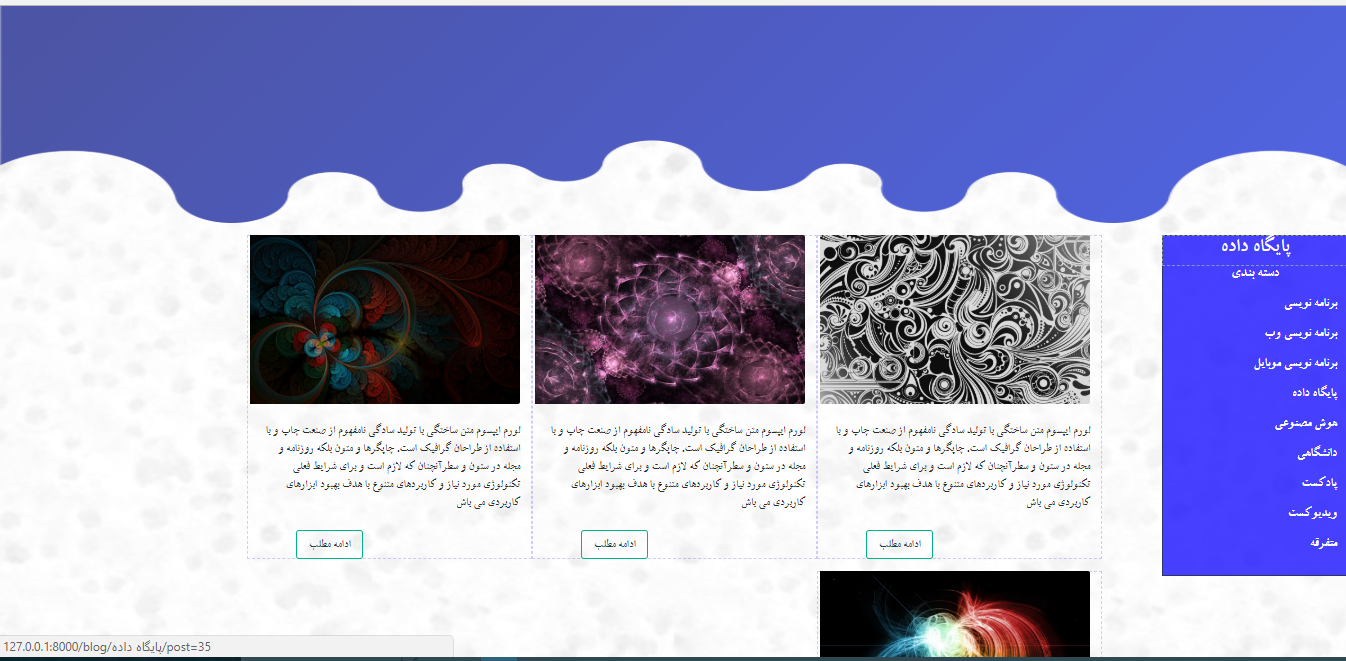 پایگاه داده
دسته بندی
برنامه نویسی
برنامه نویسی وب
برنامه نویسی موبایل
پایگاه داده
هوش مصنوعی
دانشگاهی
پادکست
ویدیوکست
متفرقه
لورم ایپسوم متن ساختگی با تولید سادگی نامفهوم از صنعت چاپ و با
استفاده از طراحان گرافیک است. چاپگرها و متون بلکه روزنامه و
مجله در ستون و سطرآنچنان که لازم است و برای شرایط فعلی
تکنولوژی مورد نیاز و کاربردهای متنوع با هدف بهبود ابزارهای
کاربردی می باش
ادامه مطلب
لورم ایپسوم متن ساختگی با تولید سادگی نامفهوم از صنعت چاپ و با
استفاده از طراحان گرافیک است. چاپگرها و متون بلکه روزنامه و
مجله در ستون و سطرآنچنان که لازم است و برای شرایط فعلی
تکنولوژی مورد نیاز و کاربردهای متنوع با هدف بهبود ابزارهای
کاربردی می باش
ادامه مطلب
لورم ایپسوم متن ساختگی با تولید سادگی نامفهوم از صنعت چاپ و با
استفاده از طراحان گرافیک است. چاپگرها و متون بلکه روزنامه و
مجله در ستون و سطرآنچنان که لازم است و برای شرایط فعلی
تکنولوژی مورد نیاز و کاربردهای متنوع با هدف بهبود ابزارهای
کاربردی می باش
ادامه مطلب
127.0.0.1:8000/blog/پایگاه داده/post=35